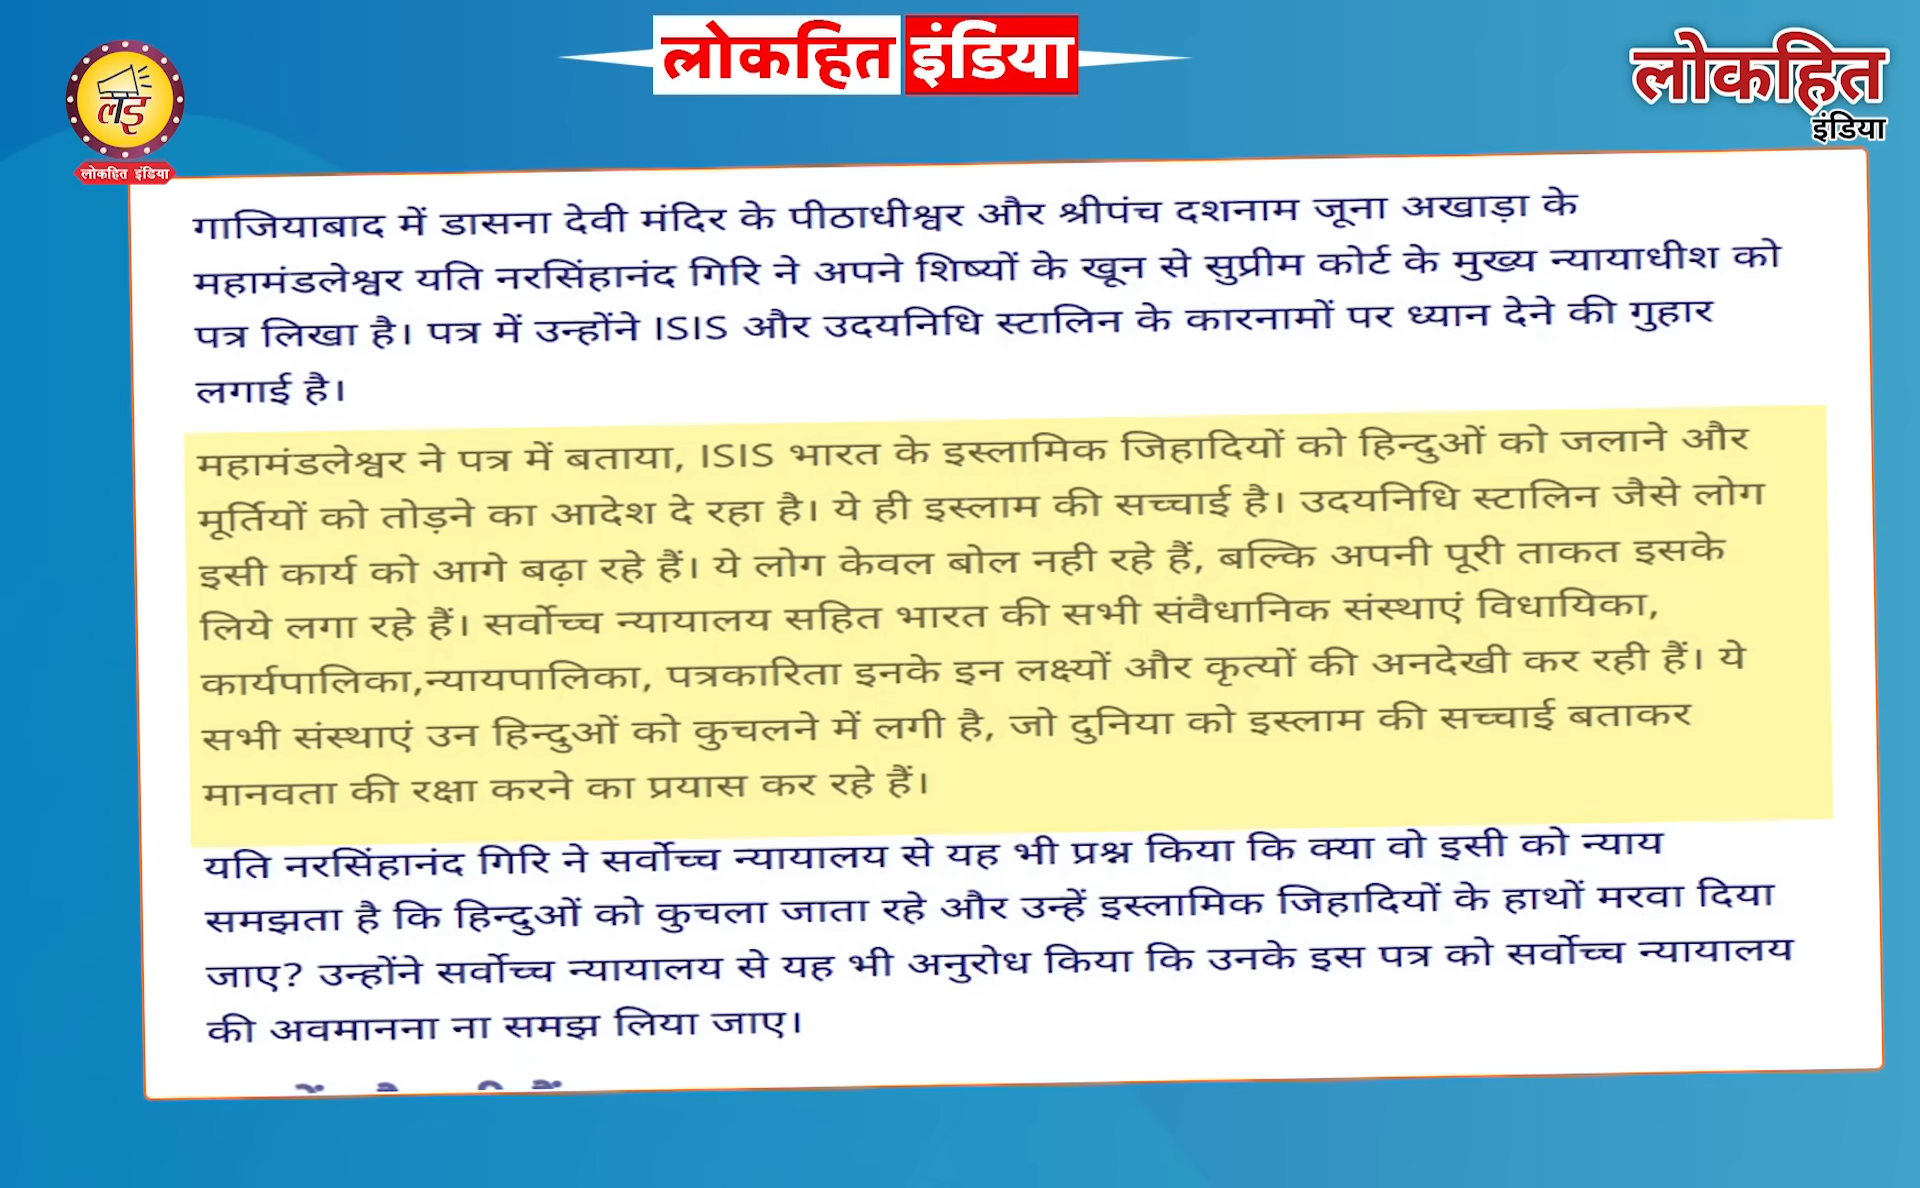 लोकहित इंडिया
लोकहित
इंडिया
लइ
लोकहित इंडिया
गाजियाबाद में डासना देवी मंदिर के पीठाधीश्वर और श्रीपंच दशनाम जूना अखाड़ा के
महामंडलेश्वर यति नरसिंहानंद गिरि ने अपने शिष्यों के खून से सुप्रीम कोर्ट के मुख्य न्यायाधीश को
पत्र लिखा है। पत्र में उन्होंने ISIS और उदयनिधि स्टालिन के कारनामों पर ध्यान देने की गुहार
लगाई है।
महामंडलेश्वर ने पत्र में बताया, ISIS भारत के इस्लामिक जिहादियों को हिन्दुओं को जलाने और
मूर्तियों को तोड़ने का आदेश दे रहा है। ये ही इस्लाम की सच्चाई है। उदयनिधि स्टालिन जैसे लोग
इसी कार्य को आगे बढ़ा रहे हैं। ये लोग केवल बोल नही रहे हैं, बल्कि अपनी पूरी ताकत इसके
लिये लगा रहे हैं। सर्वोच्च न्यायालय सहित भारत की सभी संवैधानिक संस्थाएं विधायिका,
कार्यपालिका,न्यायपालिका, पत्रकारिता इनके इन लक्ष्यों और कृत्यों की अनदेखी कर रही हैं। ये
सभी संस्थाएं उन हिन्दुओं को कुचलने में लगी है, जो दुनिया को इस्लाम की सच्चाई बताकर
मानवता की रक्षा करने का प्रयास कर रहे हैं।
यति नरसिंहानंद गिरि ने सर्वोच्च न्यायालय से यह भी प्रश्न किया कि क्या वो इसी को न्याय
समझता है कि हिन्दुओं को कुचला जाता रहे और उन्हें इस्लामिक जिहादियों के हाथों मरवा दिया
जाए? उन्होंने सर्वोच्च न्यायालय से यह भी अनुरोध किया कि उनके इस पत्र को सर्वोच्च न्यायालय
की अवमानना ना समझ लिया जाए।